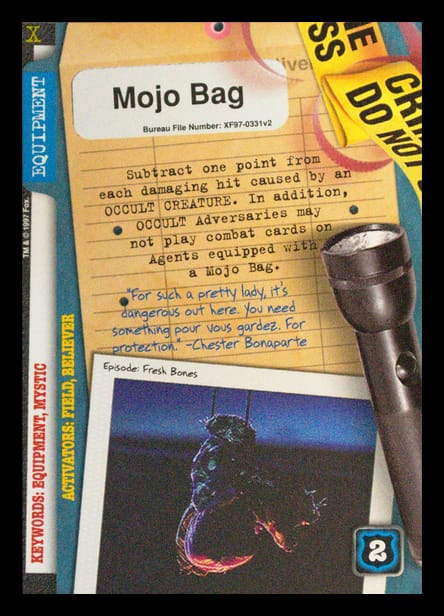 X
EQUIPMENT
TM & © 1997 Fox.
KEYWORDS: EQUIPMENT, MYSTIC
ACTIVATORS: FIELD, BELIEVER
Mojo Bag
Bureau File Number: XF97-0331v2
Subtract one point from
each damaging hit caused by an
OCCULT CREATURE. In addition,
OCCULT Adversaries may
not play combat cards on
Agents equipped with
a Mojo Bag.
"For such a pretty lady, it's
dangerous out here. You need
something pour vous gardez. For
protection." -Chester Bonaparte
Episode: Fresh Bones
2
DO NOT